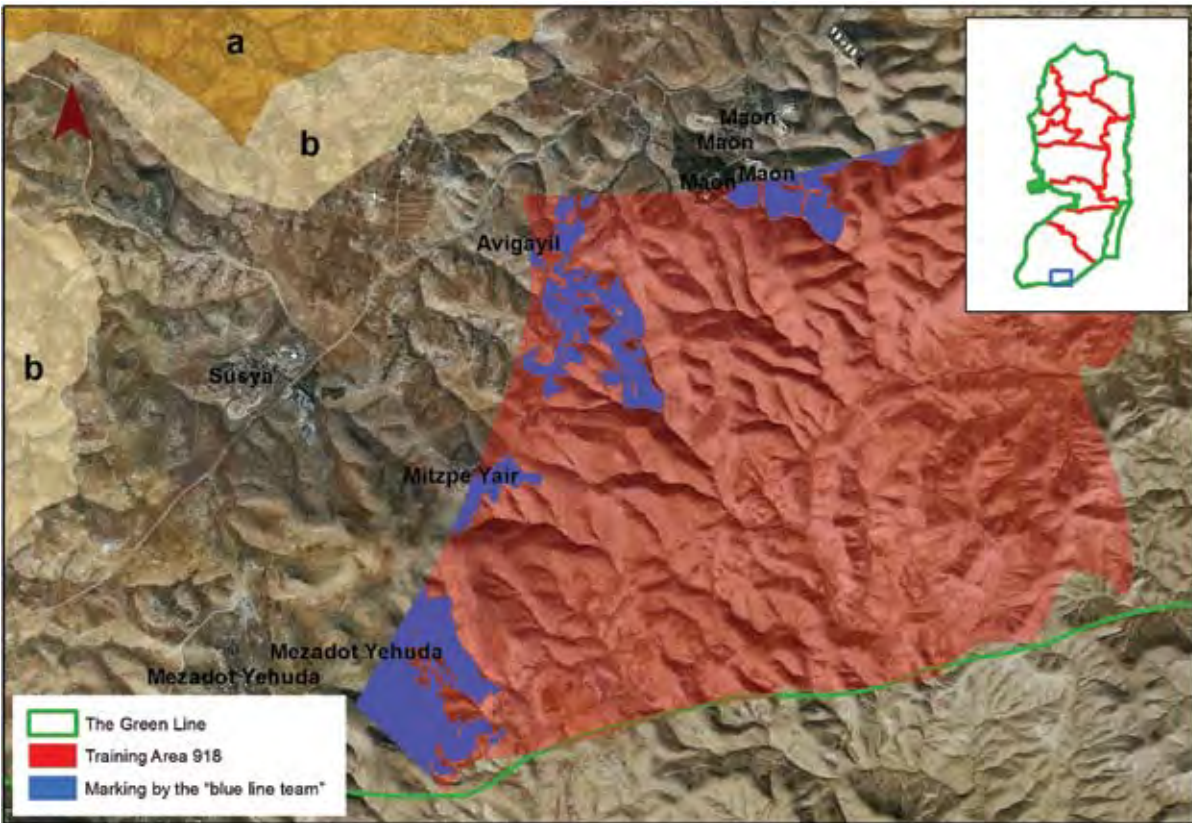 a
b
Maon
Maon
Maon Maon
Avigayil
b
Susya
Mitzpe Yair
Mezadot Yehuda
Mezadot Yehuda
The Green Line
Training Area 918
Marking by the "blue line team"